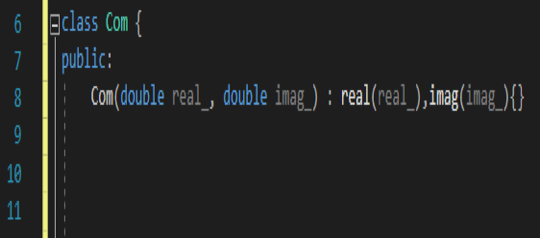 6 class Com {
7 public:
8 Com(double real_, double imag_) : real(real_),imag(imag_){}
9
10
11